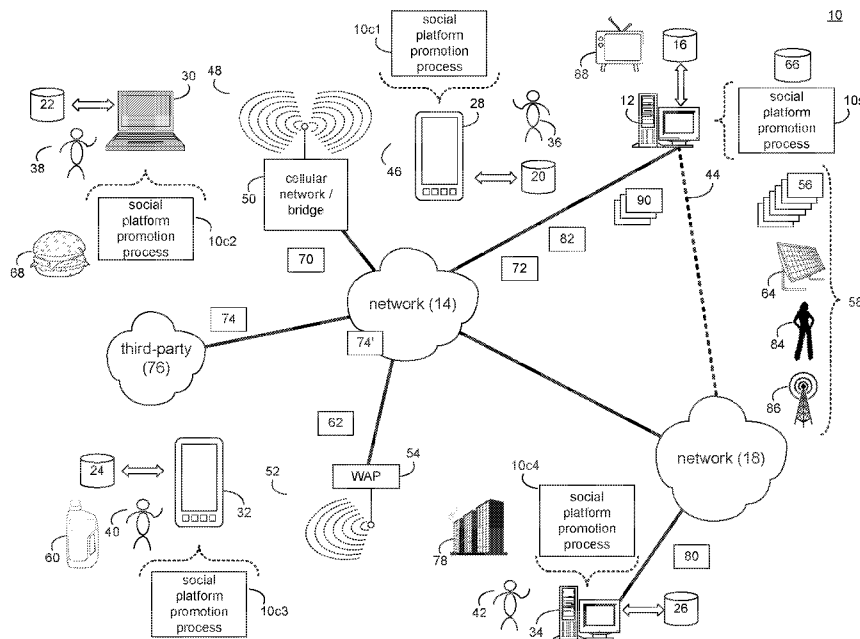 10
social
platform
promotion
process
10c1
88
16
66
22
30
48
28
12
social
platform
promotion
process
10s
38
36
50
cellular
network /
bridge
46
20
44
90
56
social
platform
promotion
process
10c2
82
64
58
68
70
72
network (14)
84
74
third-party
(76)
74'
86
62
24
52
54
WAP
10c4
network (18)
32
social
platform
promotion
process
60
40
78
80
social
platform
promotion
process
10c3
42
34
26